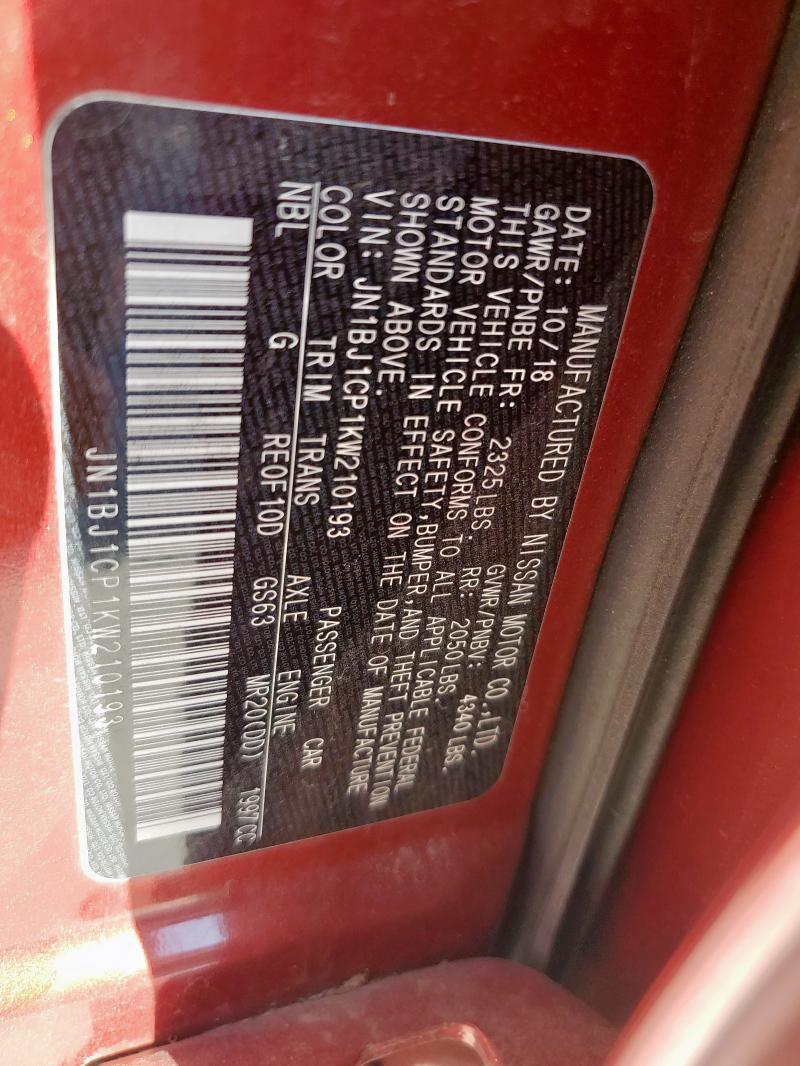 MANUFACTURED BY NISSAN MOTOR CO.,LTD.
DATE: 10/18 GVWR/PNBV: 4340 LBS.
GAWR/PNBE FR: 2325LBS. RR: 2050LBS.
THIS VEHICLE CONFORMS TO ALL APPLICABLE FEDERAL
MOTOR VEHICLE SAFETY,BUMPER,AND THEFT PREVENTION
STANDARDS IN EFFECT ON THE DATE OF MANUFACTURE
SHOWN ABOVE.
VIN: JN1BJ1CP1KW210193 PASSENGER CAR
COLOR TRIM TRANS AXLE ENGINE
NBL G RE0F10D GS63 MR20(DD) 1997CC
JN1BJ1CP1KW210193